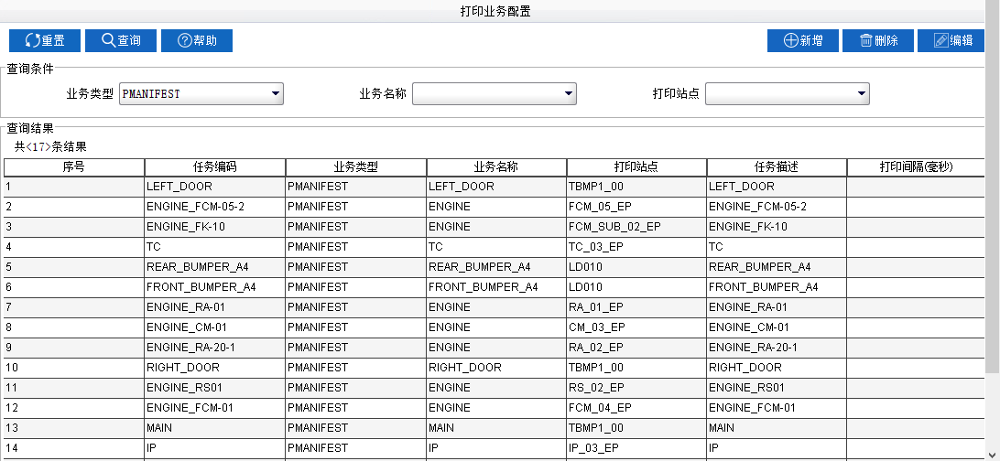 打印业务配置
重置 查询 帮助 新增 删除 编辑
查询条件
业务类型 PMANIFEST 业务名称 打印站点
查询结果
共<17>条结果
序号 任务编码 业务类型 业务名称 打印站点 任务描述 打印间隔(毫秒)
1 LEFT_DOOR PMANIFEST LEFT_DOOR TBMP1_00 LEFT_DOOR
2 ENGINE_FCM-05-2 PMANIFEST ENGINE FCM_05_EP ENGINE_FCM-05-2
3 ENGINE_FK-10 PMANIFEST ENGINE FCM_SUB_02_EP ENGINE_FK-10
4 TC PMANIFEST TC TC_03_EP TC
5 REAR_BUMPER_A4 PMANIFEST REAR_BUMPER_A4 LD010 REAR_BUMPER_A4
6 FRONT_BUMPER_A4 PMANIFEST FRONT_BUMPER_A4 LD010 FRONT_BUMPER_A4
7 ENGINE_RA-01 PMANIFEST ENGINE RA_01_EP ENGINE_RA-01
8 ENGINE_CM-01 PMANIFEST ENGINE CM_03_EP ENGINE_CM-01
9 ENGINE_RA-20-1 PMANIFEST ENGINE RA_02_EP ENGINE_RA-20-1
10 RIGHT_DOOR PMANIFEST RIGHT_DOOR TBMP1_00 RIGHT_DOOR
11 ENGINE_RS01 PMANIFEST ENGINE RS_02_EP ENGINE_RS01
12 ENGINE_FCM-01 PMANIFEST ENGINE FCM_04_EP ENGINE_FCM-01
13 MAIN PMANIFEST MAIN TBMP1_00 MAIN
14 IP PMANIFEST IP IP_03_EP IP